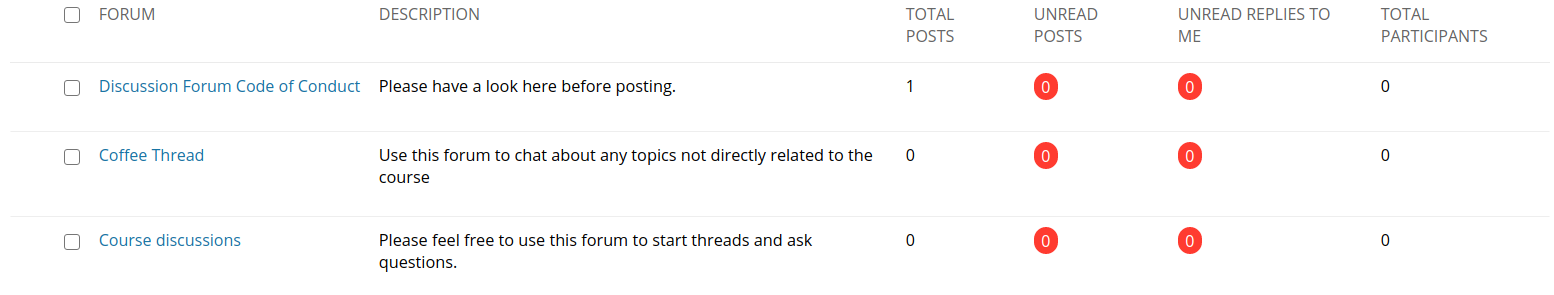 FORUM DESCRIPTION TOTAL POSTS UNREAD POSTS UNREAD REPLIES TO ME TOTAL PARTICIPANTS
Discussion Forum Code of Conduct Please have a look here before posting. 1 0 0 0
Coffee Thread Use this forum to chat about any topics not directly related to the 0 0 0 0
course
Course discussions Please feel free to use this forum to start threads and ask 0 0 0 0
questions.